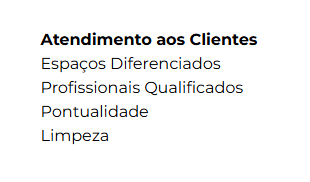 Atendimento aos Clientes
Espaços Diferenciados
Profissionais Qualificados
Pontualidade
Limpeza